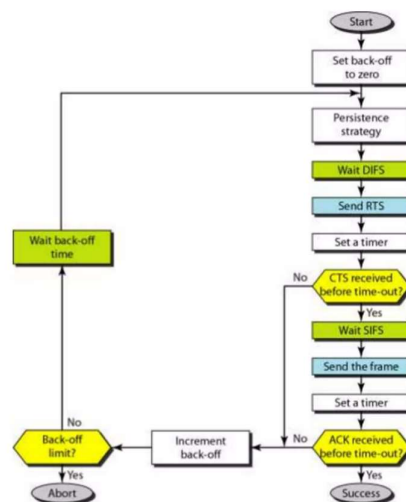 Start
Set back-off
to zero
Persistence
strategy
Wait DIFS
Send RTS
Wait back-off
time
Set a timer
No
CTS received
before time-out?
Yes
Wait SIFS
Send the frame
Set a timer
No
Back-off
limit?
Increment
back-off
No
ACK received
before time-out?
Yes
Yes
Abort
Success